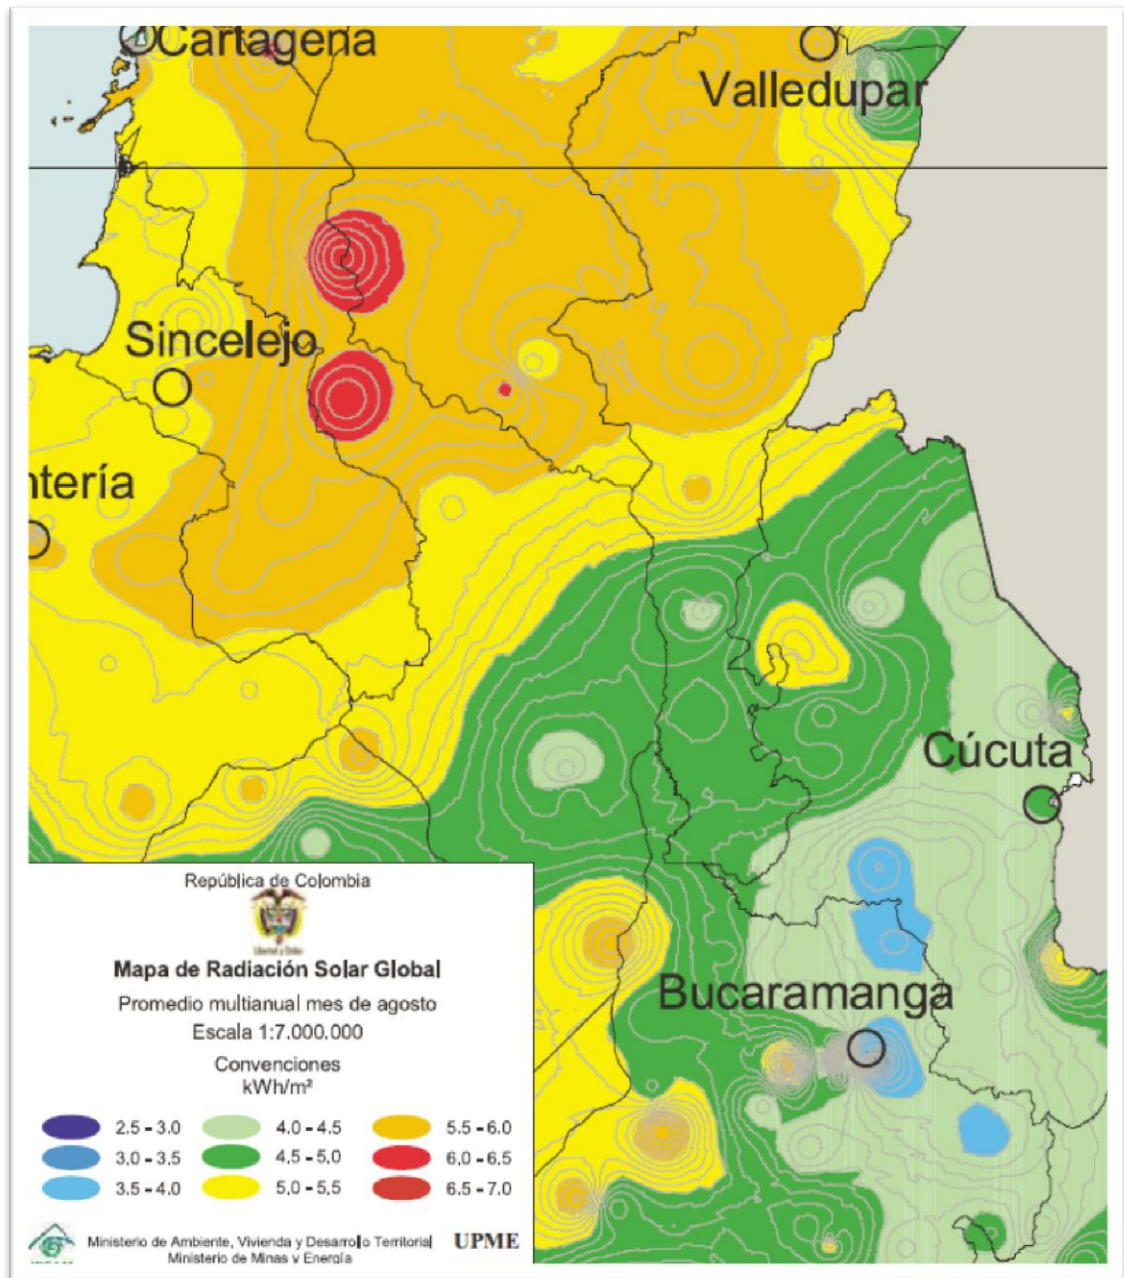 Cartagena
Valledupar
Sincelejo
ntería
Cúcuta
Bucaramanga
República de Colombia
Libertad y Orden
Mapa de Radiación Solar Global
Promedio multianual mes de agosto
Escala 1:7.000.000
Convenciones
kWh/m²
2.5 - 3.0 4.0 - 4.5 5.5 - 6.0
3,0 - 3,5 4.5 - 5.0 6.0 - 6.5
3.5 - 4.0 5.0 - 5.5 6.5 - 7.0
Ministerio de Ambiente, Vivienda y Desarrollo Territorial UPME
Ministerio de Minas y Energía